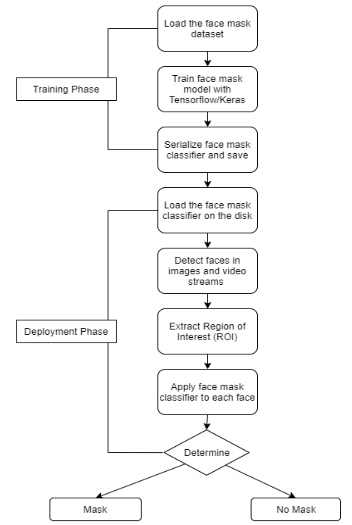 Load the face mask
dataset
Training Phase
Train face mask
model with
Tensorflow/Keras
Serialize face mask
classifier and save
Load the face mask
classifier on the disk
Detect faces in
images and video
streams
Deployment Phase
Extract Region of
Interest (ROI)
Apply face mask
classifier to each face
Determine
Mask
No Mask